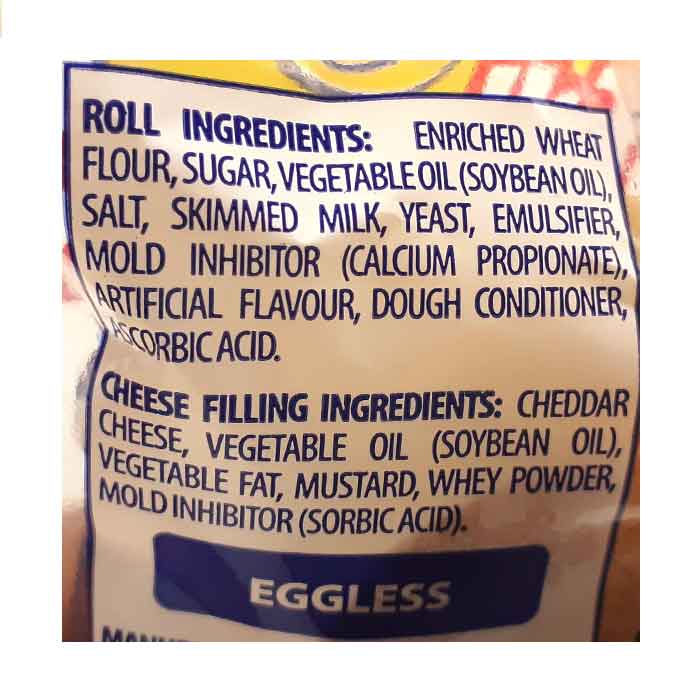 ROLL INGREDIENTS: ENRICHED WHEAT
FLOUR, SUGAR, VEGETABLE OIL (SOYBEAN OIL),
SALT, SKIMMED MILK, YEAST, EMULSIFIER,
MOLD INHIBITOR (CALCIUM PROPIONATE),
ARTIFICIAL FLAVOUR, DOUGH CONDITIONER,
ASCORBIC ACID.
CHEESE FILLING INGREDIENTS: CHEDDAR
CHEESE, VEGETABLE OIL (SOYBEAN OIL),
VEGETABLE FAT, MUSTARD, WHEY POWDER,
MOLD INHIBITOR (SORBIC ACID).
EGGLESS